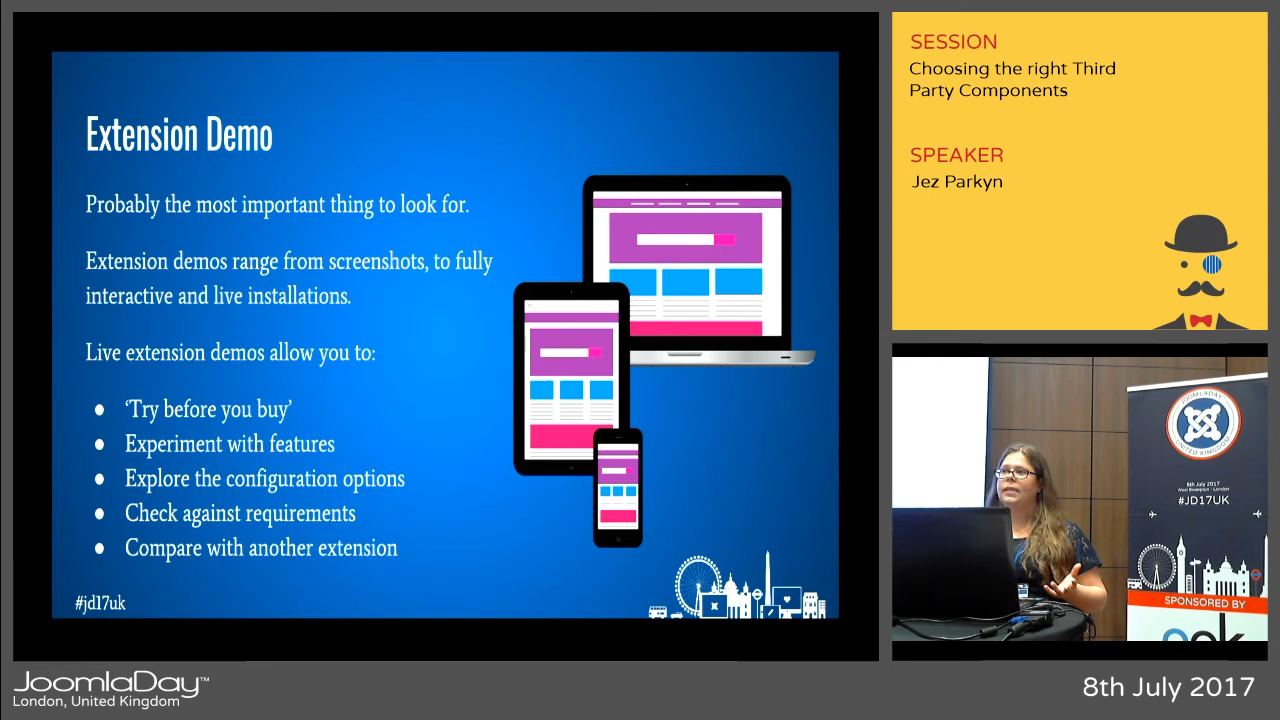 Extension Demo
Probably the most important thing to look for.
Extension demos range from screenshots, to fully
interactive and live installations.
Live extension demos allow you to:
● 'Try before you buy'
● Experiment with features
● Explore the configuration options
● Check against requirements
● Compare with another extension
#jd17uk
SESSION
Choosing the right Third
Party Components
SPEAKER
Jez Parkyn
JOOMLADAY
UNITED KINGDOM
8th July 2017
West Brompton - London
#JD17UK
SPONSORED BY
JoomlaDay™
London, United Kingdom
8th July 2017